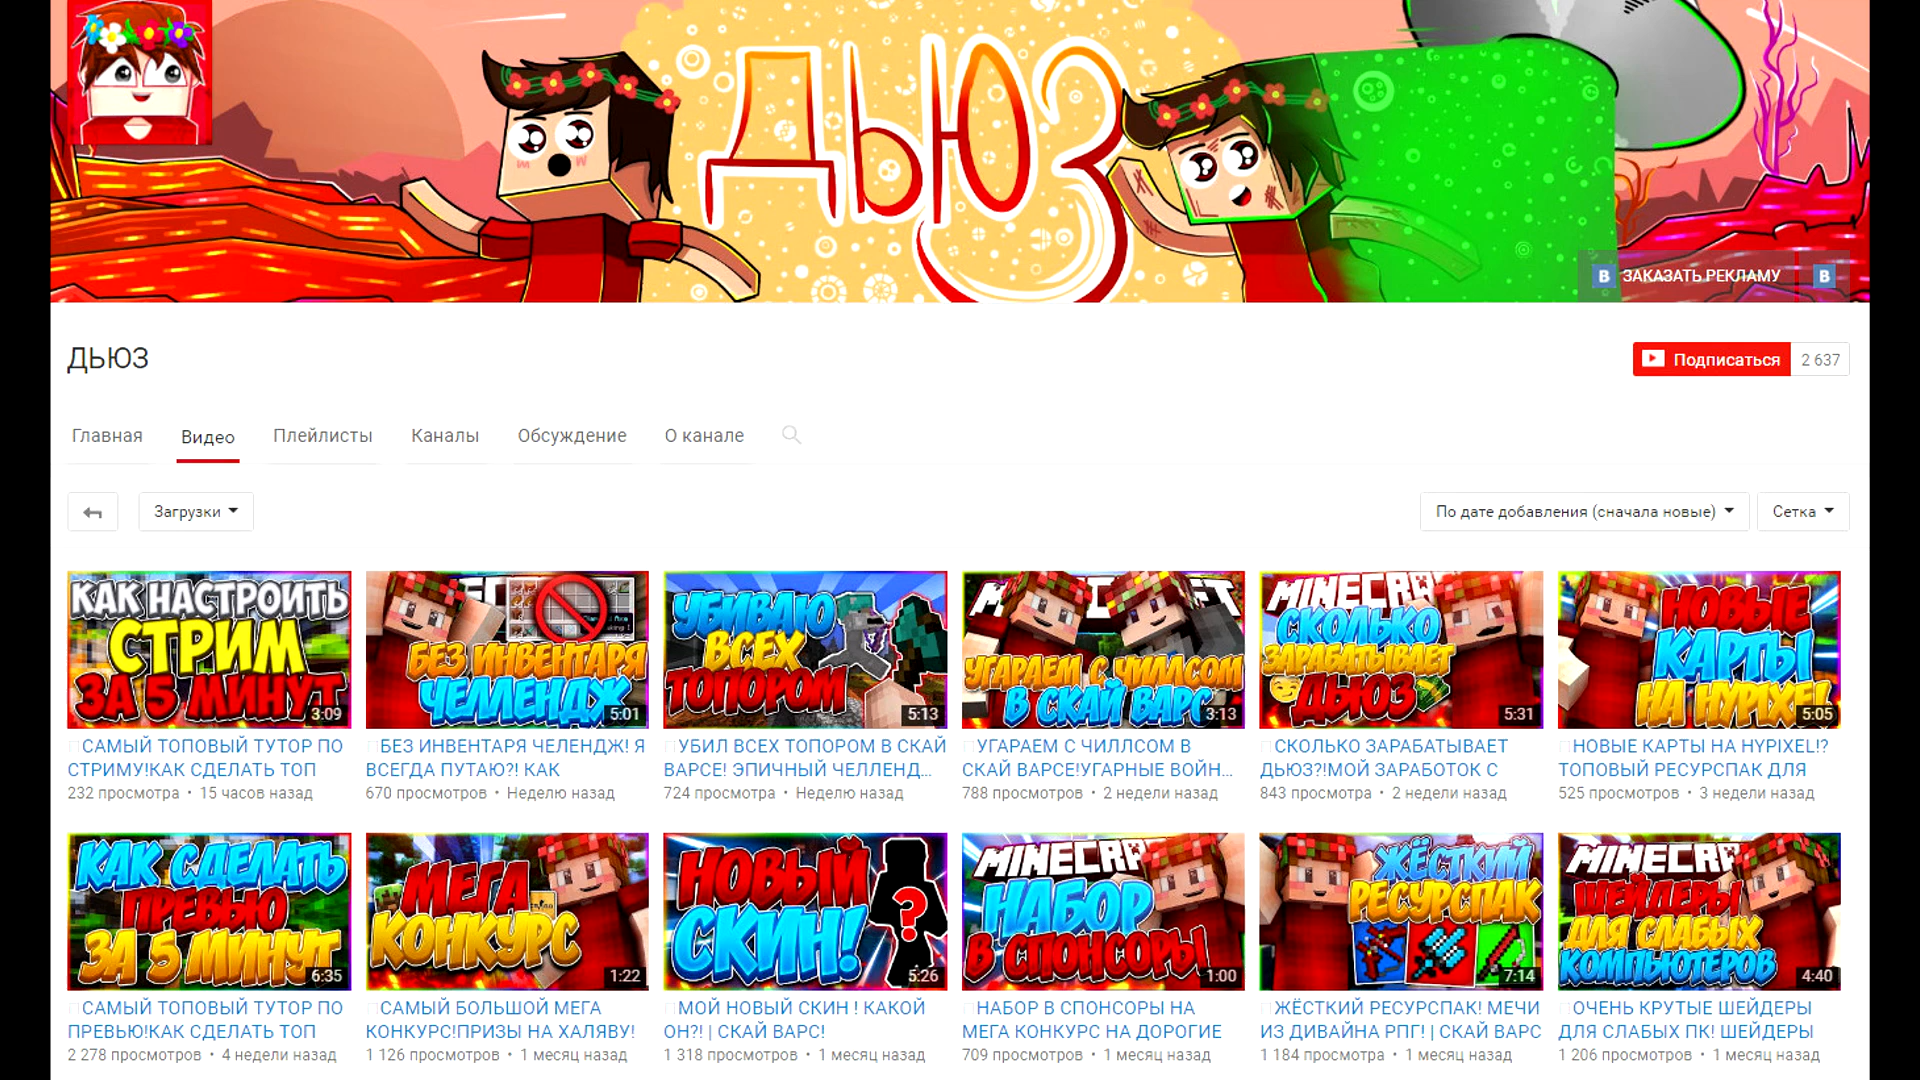 ДЬЮЗ
В ЗАКАЗАТЬ РЕКЛАМУ В
ДЬЮЗ
Подписаться 2 637
Главная Видео Плейлисты Каналы Обсуждение О канале
Загрузки По дате добавления (сначала новые) Сетка
КАК НАСТРОИТЬ
СТРИМ
ЗА 5 МИНУТ
3:09
БЕЗ ИНВЕНТАРЯ
ЧЕЛЛЕНДЖ
5:01
УБИВАЮ
ВСЕХ
ТОПОРОМ
5:13
УГАРАЕМ С ЧИЛЛСОМ
В СКАЙ ВАРС
3:13
MINECRA
СКОЛЬКО
ЗАРАБАТЫВАЕТ
ДЬЮЗ
5:31
НОВЫЕ
КАРТЫ
НА HYPIXEL
5:05
САМЫЙ ТОПОВЫЙ ТУТОР ПО
СТРИМУ!КАК СДЕЛАТЬ ТОП
232 просмотра • 15 часов назад
БЕЗ ИНВЕНТАРЯ ЧЕЛЕНДЖ! Я
ВСЕГДА ПУТАЮ?! КАК
670 просмотров • Неделю назад
УБИЛ ВСЕХ ТОПОРОМ В СКАЙ
ВАРСЕ! ЭПИЧНЫЙ ЧЕЛЛЕНД...
724 просмотра • Неделю назад
УГАРАЕМ С ЧИЛЛСОМ В
СКАЙ ВАРСЕ!УГАРНЫЕ ВОЙН...
788 просмотров • 2 недели назад
СКОЛЬКО ЗАРАБАТЫВАЕТ
ДЬЮЗ?!МОЙ ЗАРАБОТОК С
843 просмотра • 2 недели назад
НОВЫЕ КАРТЫ НА HYPIXEL!?
ТОПОВЫЙ РЕСУРСПАК ДЛЯ
525 просмотров • 3 недели назад
КАК СДЕЛАТЬ
ПРЕВЬЮ
ЗА 5 МИНУТ
6:35
МЕГА
КОНКУРС
1:22
НОВЫЙ
СКИН!
?
5:26
MINECRA
НАБОР
В СПОНСОРЫ
1:00
ЖЁСТКИЙ
РЕСУРСПАК
7:14
MINECRA
ШЕЙДЕРЫ
ДЛЯ СЛАБЫХ
КОМПЬЮТЕРОВ
4:40
САМЫЙ ТОПОВЫЙ ТУТОР ПО
ПРЕВЬЮ!КАК СДЕЛАТЬ ТОП
2 278 просмотров • 4 недели назад
САМЫЙ БОЛЬШОЙ МЕГА
КОНКУРС!ПРИЗЫ НА ХАЛЯВУ!
1 126 просмотров • 1 месяц назад
МОЙ НОВЫЙ СКИН ! КАКОЙ
ОН?! | СКАЙ ВАРС!
1 318 просмотров • 1 месяц назад
НАБОР В СПОНСОРЫ НА
МЕГА КОНКУРС НА ДОРОГИЕ
709 просмотров • 1 месяц назад
ЖЁСТКИЙ РЕСУРСПАК! МЕЧИ
ИЗ ДИВАЙНА РПГ! | СКАЙ ВАРС
1 184 просмотра • 1 месяц назад
ОЧЕНЬ КРУТЫЕ ШЕЙДЕРЫ
ДЛЯ СЛАБЫХ ПК! ШЕЙДЕРЫ
1 206 просмотров • 1 месяц назад